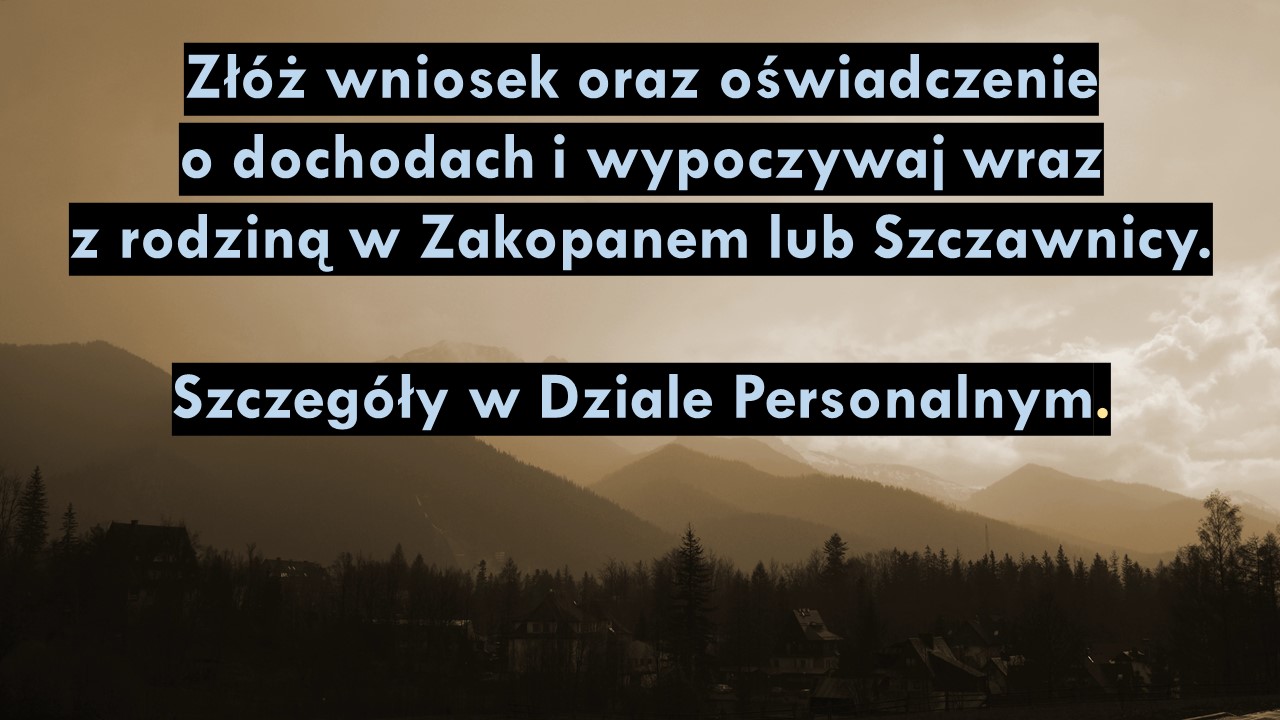 Złóż wniosek oraz oświadczenie
o dochodach i wypoczywaj wraz
z rodziną w Zakopanem lub Szczawnicy.
Szczegóły w Dziale Personalnym.